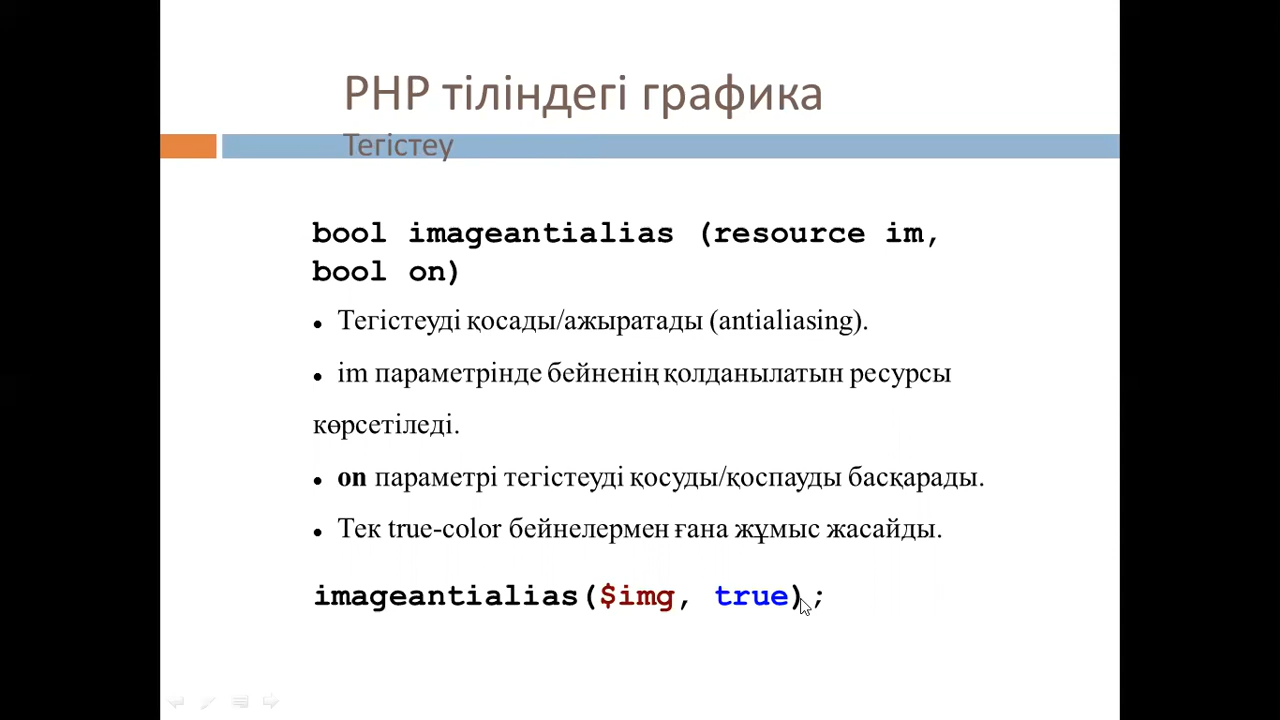 PHP тіліндегі графика
Тегістеу
bool imageantialias (resource im,
bool on)
• Тегістеуді қосады/ажыратады (antialiasing).
• im параметрінде бейненің қолданылатын ресурсы
көрсетіледі.
• on параметрі тегістеуді қосуды/қоспауды басқарады.
• Тек true-color бейнелермен ғана жұмыс жасайды.
imageantialias($img, true);